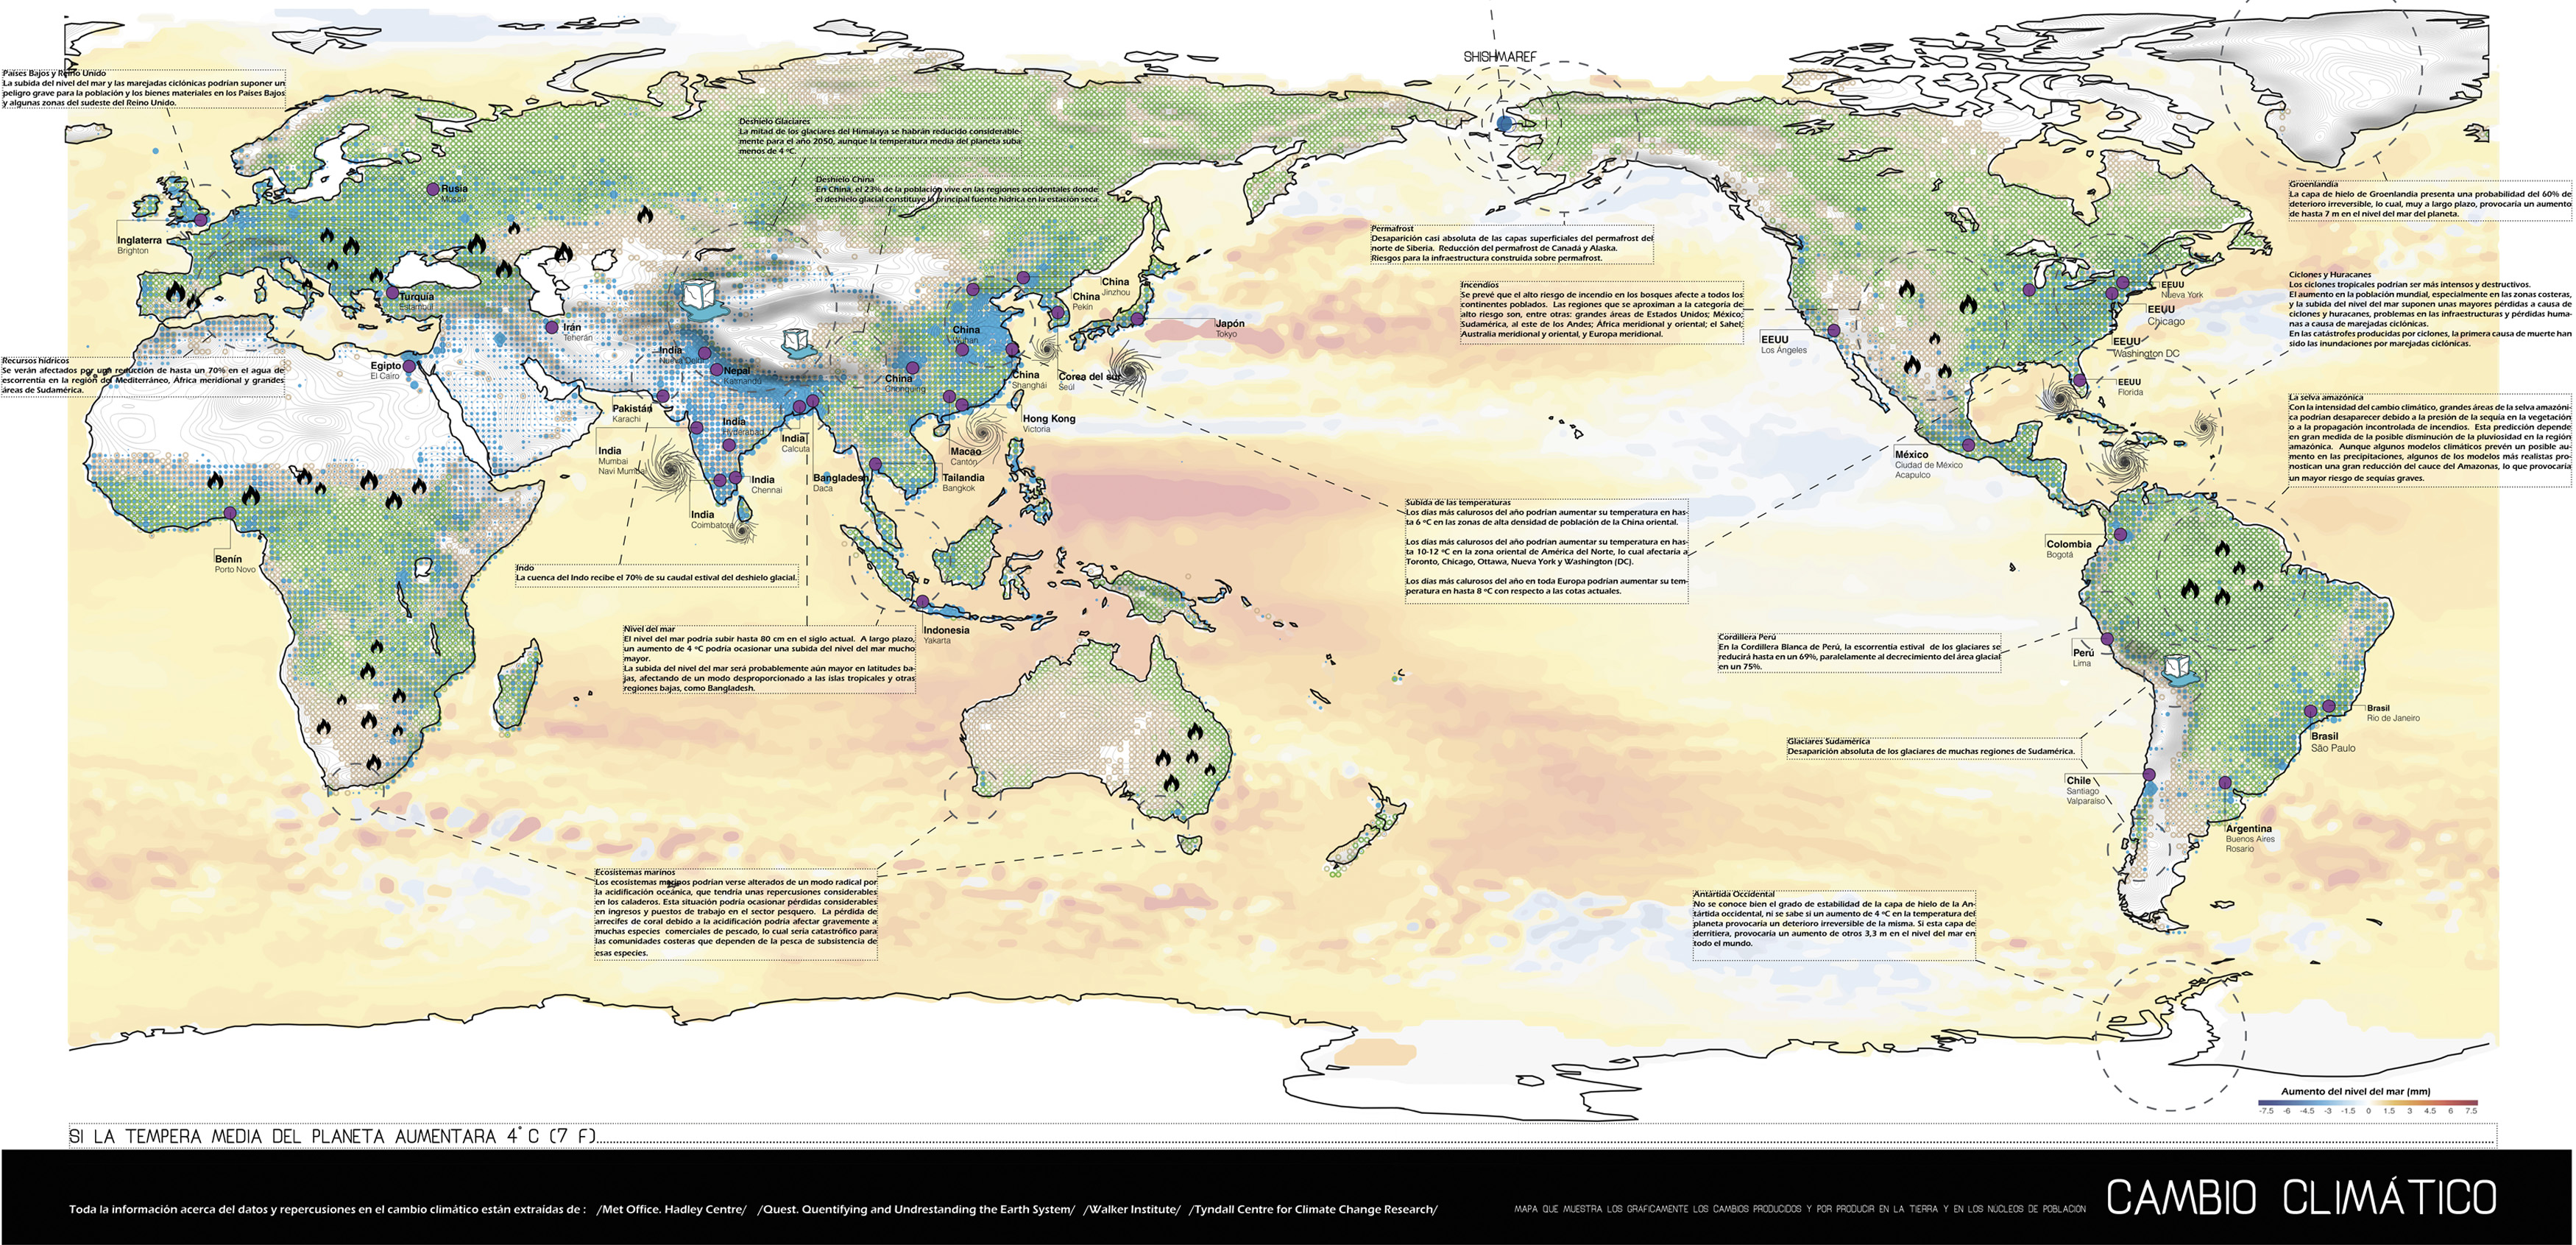 SHISHMAREF
Países Bajos y Reino Unido
La subida del nivel del mar y las marejadas ciclónicas podrían suponer un
peligro grave para la población y los bienes materiales en los Países Bajos
y algunas zonas del sudeste del Reino Unido.
Deshielo Glaciares
La mitad de los glaciares del Himalaya se habrán reducido considerable-
mente para el año 2050, aunque la temperatura media del planeta suba
menos de 4 ºC.
Deshielo China
En China, el 23% de la población vive en las regiones occidentales donde
el deshielo glacial constituye la principal fuente hídrica en la estación seca
Groenlandia
La capa de hielo de Groenlandia presenta una probabilidad del 60% de
deterioro irreversible, lo cual, muy a largo plazo, provocaría un aumento
de hasta 7 m en el nivel del mar del planeta.
Permafrost
Desaparición casi absoluta de las capas superficiales del permafrost del
norte de Siberia. Reducción del permafrost de Canadá y Alaska.
Riesgos para la infraestructura construida sobre permafrost.
Incendios
Se prevé que el alto riesgo de incendio en los bosques afecte a todos los
continentes poblados. Las regiones que se aproximan a la categoría de
alto riesgo son, entre otras: grandes áreas de Estados Unidos; México;
Sudamérica, al este de los Andes; África meridional y oriental; el Sahel;
Australia meridional y oriental, y Europa meridional.
Ciclones y Huracanes
Los ciclones tropicales podrían ser más intensos y destructivos.
El aumento en la población mundial, especialmente en las zonas costeras,
y la subida del nivel del mar suponen unas mayores pérdidas a causa de
ciclones y huracanes, problemas en las infraestructuras y pérdidas huma-
nas a causa de marejadas ciclónicas.
En las catástrofes producidas por ciclones, la primera causa de muerte han
sido las inundaciones por marejadas ciclónicas.
Recursos hídricos
Se verán afectados por una reducción de hasta un 70% en el agua de
escorrentía en la región del Mediterráneo, África meridional y grandes
áreas de Sudamérica.
La selva amazónica
Con la intensidad del cambio climático, grandes áreas de la selva amazóni-
ca podrían desaparecer debido a la presión de la sequía en la vegetación
o a la propagación incontrolada de incendios. Esta predicción depende
en gran medida de la posible disminución de la pluviosidad en la región
amazónica. Aunque algunos modelos climáticos prevén un posible au-
mento en las precipitaciones, algunos de los modelos más realistas pro-
nostican una gran reducción del cauce del Amazonas, lo que provocaría
un mayor riesgo de sequías graves.
Rusia
Moscú
Inglaterra
Brighton
Turquía
Estambul
Irán
Teherán
Egipto
El Cairo
Pakistán
Karachi
India
Nueva Delhi
Nepal
Katmandú
India
Hyderabad
India
Calcuta
India
Mumbai
Navi Mumbai
India
Chennai
India
Coimbatore
Bangladesh
Daca
Tailandia
Bangkok
China
Jinzhou
China
Pekín
China
Wuhan
China
Chongqing
China
Shanghái
Corea del sur
Seúl
Japón
Tokyo
Hong Kong
Victoria
Macao
Cantón
Benín
Porto Novo
Indonesia
Yakarta
EEUU
Los Ángeles
EEUU
Nueva York
EEUU
Chicago
EEUU
Washington DC
EEUU
Florida
México
Ciudad de México
Acapulco
Colombia
Bogotá
Perú
Lima
Brasil
Rio de Janeiro
Brasil
São Paulo
Chile
Santiago
Valparaíso
Argentina
Buenos Aires
Rosario
Subida de las temperaturas
Los días más calurosos del año podrían aumentar su temperatura en has-
ta 6 ºC en las zonas de alta densidad de población de la China oriental.
Los días más calurosos del año podrían aumentar su temperatura en has-
ta 10-12 ºC en la zona oriental de América del Norte, lo cual afectaría a
Toronto, Chicago, Ottawa, Nueva York y Washington (DC).
Los días más calurosos del año en toda Europa podrían aumentar su tem-
peratura en hasta 8 ºC con respecto a las cotas actuales.
Indo
La cuenca del Indo recibe el 70% de su caudal estival del deshielo glacial.
Nivel del mar
El nivel del mar podría subir hasta 80 cm en el siglo actual. A largo plazo,
un aumento de 4 ºC podría ocasionar una subida del nivel del mar mucho
mayor.
La subida del nivel del mar será probablemente aún mayor en latitudes ba-
jas, afectando de un modo desproporcionado a las islas tropicales y otras
regiones bajas, como Bangladesh.
Cordillera Perú
En la Cordillera Blanca de Perú, la escorrentía estival de los glaciares se
reducirá hasta en un 69%, paralelamente al decrecimiento del área glacial
en un 75%.
Glaciares Sudamérica
Desaparición absoluta de los glaciares de muchas regiones de Sudamérica.
Ecosistemas marinos
Los ecosistemas marinos podrían verse alterados de un modo radical por
la acidificación oceánica, que tendría unas repercusiones considerables
en los caladeros. Esta situación podría ocasionar pérdidas considerables
en ingresos y puestos de trabajo en el sector pesquero. La pérdida de
arrecifes de coral debido a la acidificación podría afectar gravemente a
muchas especies comerciales de pescado, lo cual sería catastrófico para
las comunidades costeras que dependen de la pesca de subsistencia de
esas especies.
Antártida Occidental
No se conoce bien el grado de estabilidad de la capa de hielo de la An-
tártida occidental, ni se sabe si un aumento de 4 ºC en la temperatura del
planeta provocaría un deterioro irreversible de la misma. Si esta capa de
derritiera, provocaría un aumento de otros 3,3 m en el nivel del mar en
todo el mundo.
Aumento del nivel de mar (mm)
-7.5 -6 -4.5 -3 -1.5 0 1.5 3 4.5 6 7.5
SI LA TEMPERA MEDIA DEL PLANETA AUMENTARA 4°C (7 F)
Toda la información acerca del datos y repercusiones en el cambio climático están extraídas de : /Met Office. Hadley Centre/ /Quest. Quentifying and Undrestanding the Earth System/ /Walker Institute/ /Tyndall Centre for Climate Change Research/
MAPA QUE MUESTRA LOS GRAFICAMENTE LOS CAMBIOS PRODUCIDOS Y POR PRODUCIR EN LA TIERRA Y EN LOS NÚCLEOS DE POBLACION
CAMBIO CLIMÁTICO